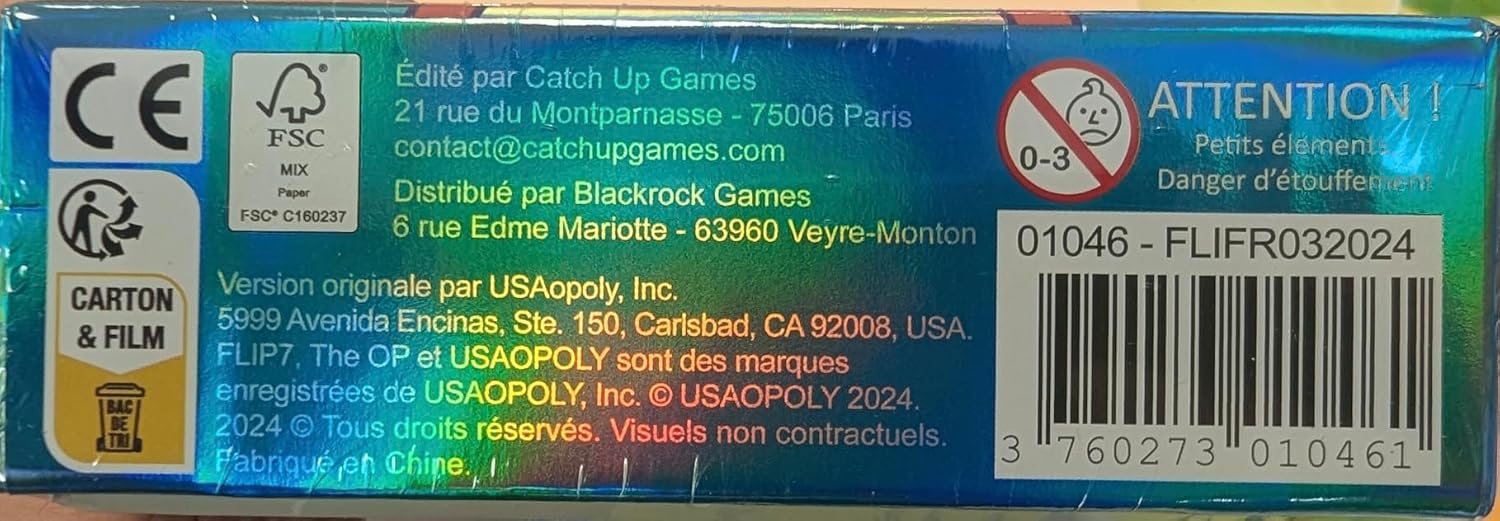 CE
FSC®
MIX
Paper
FSC® C160237
CARTON
& FILM
BAC
DE
TRI
Édité par Catch Up Games
21 rue du Montparnasse - 75006 Paris
contact@catchupgames.com
Distribué par Blackrock Games
6 rue Edme Mariotte - 63960 Veyre-Monton
Version originale par USAopoly, Inc.
5999 Avenida Encinas, Ste. 150, Carlsbad, CA 92008, USA.
FLIP7, The OP et USAOPOLY sont des marques
enregistrées de USAOPOLY, Inc. © USAOPOLY 2024.
2024 © Tous droits réservés. Visuels non contractuels.
Fabriqué en Chine.
0-3
ATTENTION !
Petits éléments.
Danger d'étouffement
01046 - FLIFR032024
3 760273 010461